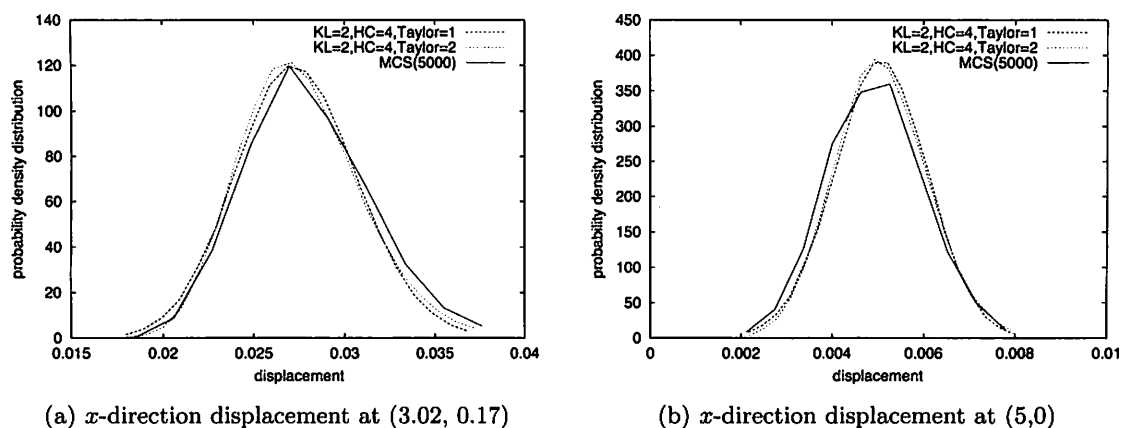 140
120
100
80
60
40
20
0
probability density distribution
KL=2,HC=4,Taylor=1
KL=2,HC=4,Taylor=2
MCS(5000)
0.015 0.02 0.025 0.03 0.035 0.04
displacement
(a) x-direction displacement at (3.02, 0.17)
450
400
350
300
250
200
150
100
50
0
probability density distribution
KL=2,HC=4,Taylor=1
KL=2,HC=4,Taylor=2
MCS(5000)
0 0.002 0.004 0.006 0.008 0.01
displacement
(b) x-direction displacement at (5,0)